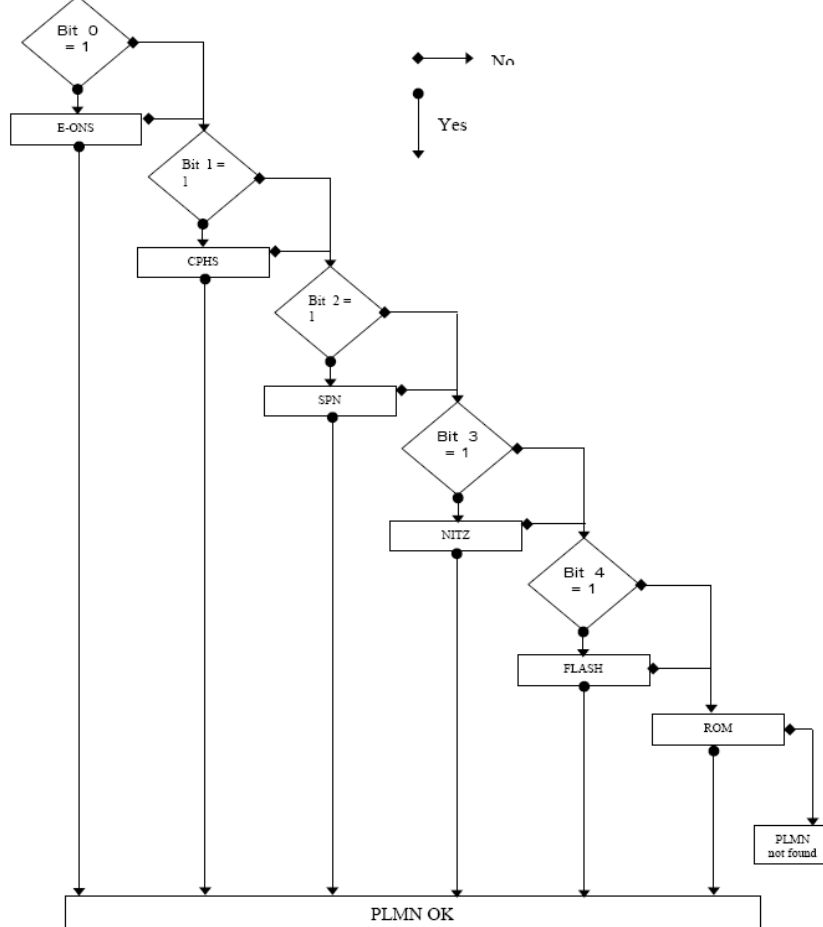 Bit 0
= 1
No
Yes
E-ONS
Bit 1 =
1
CPHS
Bit 2 =
1
SPN
Bit 3
= 1
NITZ
Bit 4
= 1
FLASH
ROM
PLMN
not found
PLMN OK